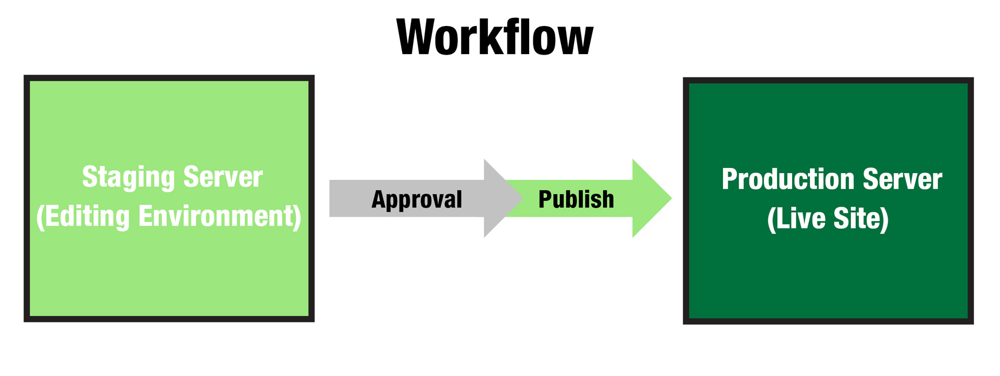 Workflow
Staging Server
(Editing Environment)
Approval
Publish
Production Server
(Live Site)